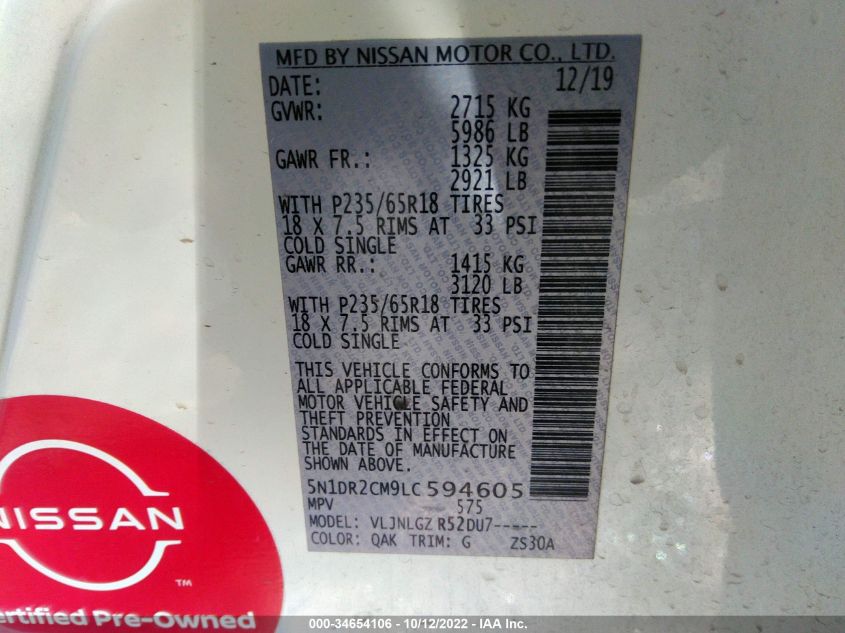 MFD BY NISSAN MOTOR CO., LTD.
DATE: 12/19
GVWR: 2715 KG
5986 LB
GAWR FR.: 1325 KG
2921 LB
WITH P235/65R18 TIRES
18 X 7.5 RIMS AT 33 PSI
COLD SINGLE
GAWR RR.: 1415 KG
3120 LB
WITH P235/65R18 TIRES
18 X 7.5 RIMS AT 33 PSI
COLD SINGLE
THIS VEHICLE CONFORMS TO
ALL APPLICABLE FEDERAL
MOTOR VEHICLE SAFETY AND
THEFT PREVENTION
STANDARDS IN EFFECT ON
THE DATE OF MANUFACTURE
SHOWN ABOVE.
5N1DR2CM9LC594605
MPV 575
MODEL: VLJNLGZ R52DU7-----
COLOR: QAK TRIM: G ZS30A
NISSAN
TM
ertified Pre-Owned
000-34654106 - 10/12/2022 - IAA Inc.